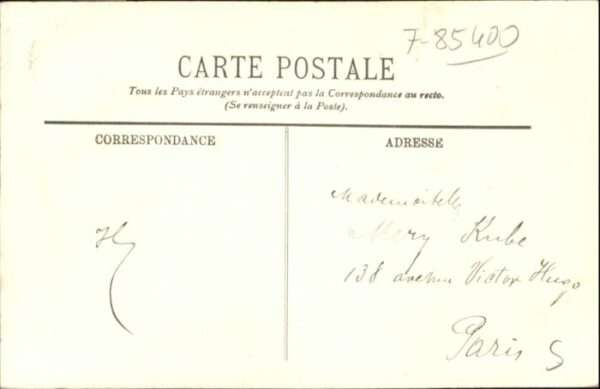 7-85400
CARTE POSTALE
Tous les Pays étrangers n'acceptent pas la Correspondance au recto.
(Se renseigner à la Poste).
CORRESPONDANCE
ADRESSE
Mademoiselle
Mery Kube
138 avenue Victor Hugo
Paris